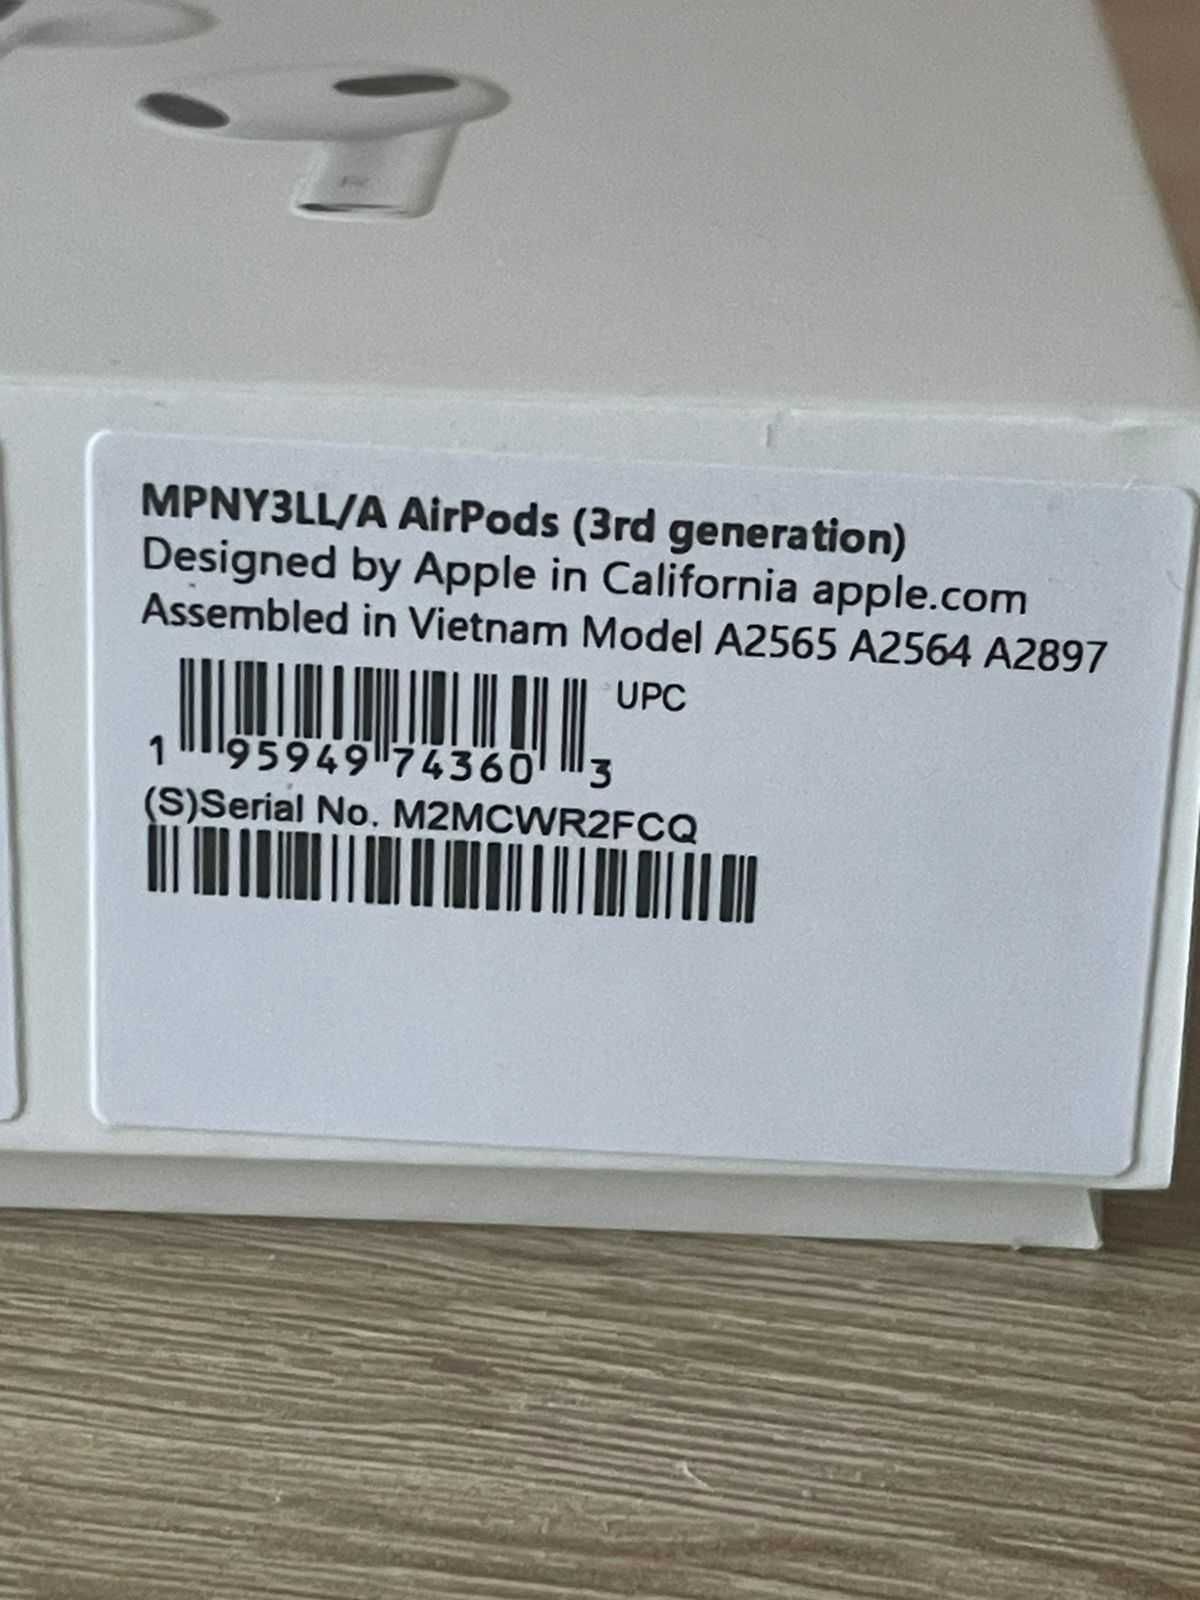 MPNY3LL/A AirPods (3rd generation)
Designed by Apple in California apple.com
Assembled in Vietnam Model A2565 A2564 A2897
UPC
1 95949 74360 3
(S)Serial No. M2MCWR2FCQ